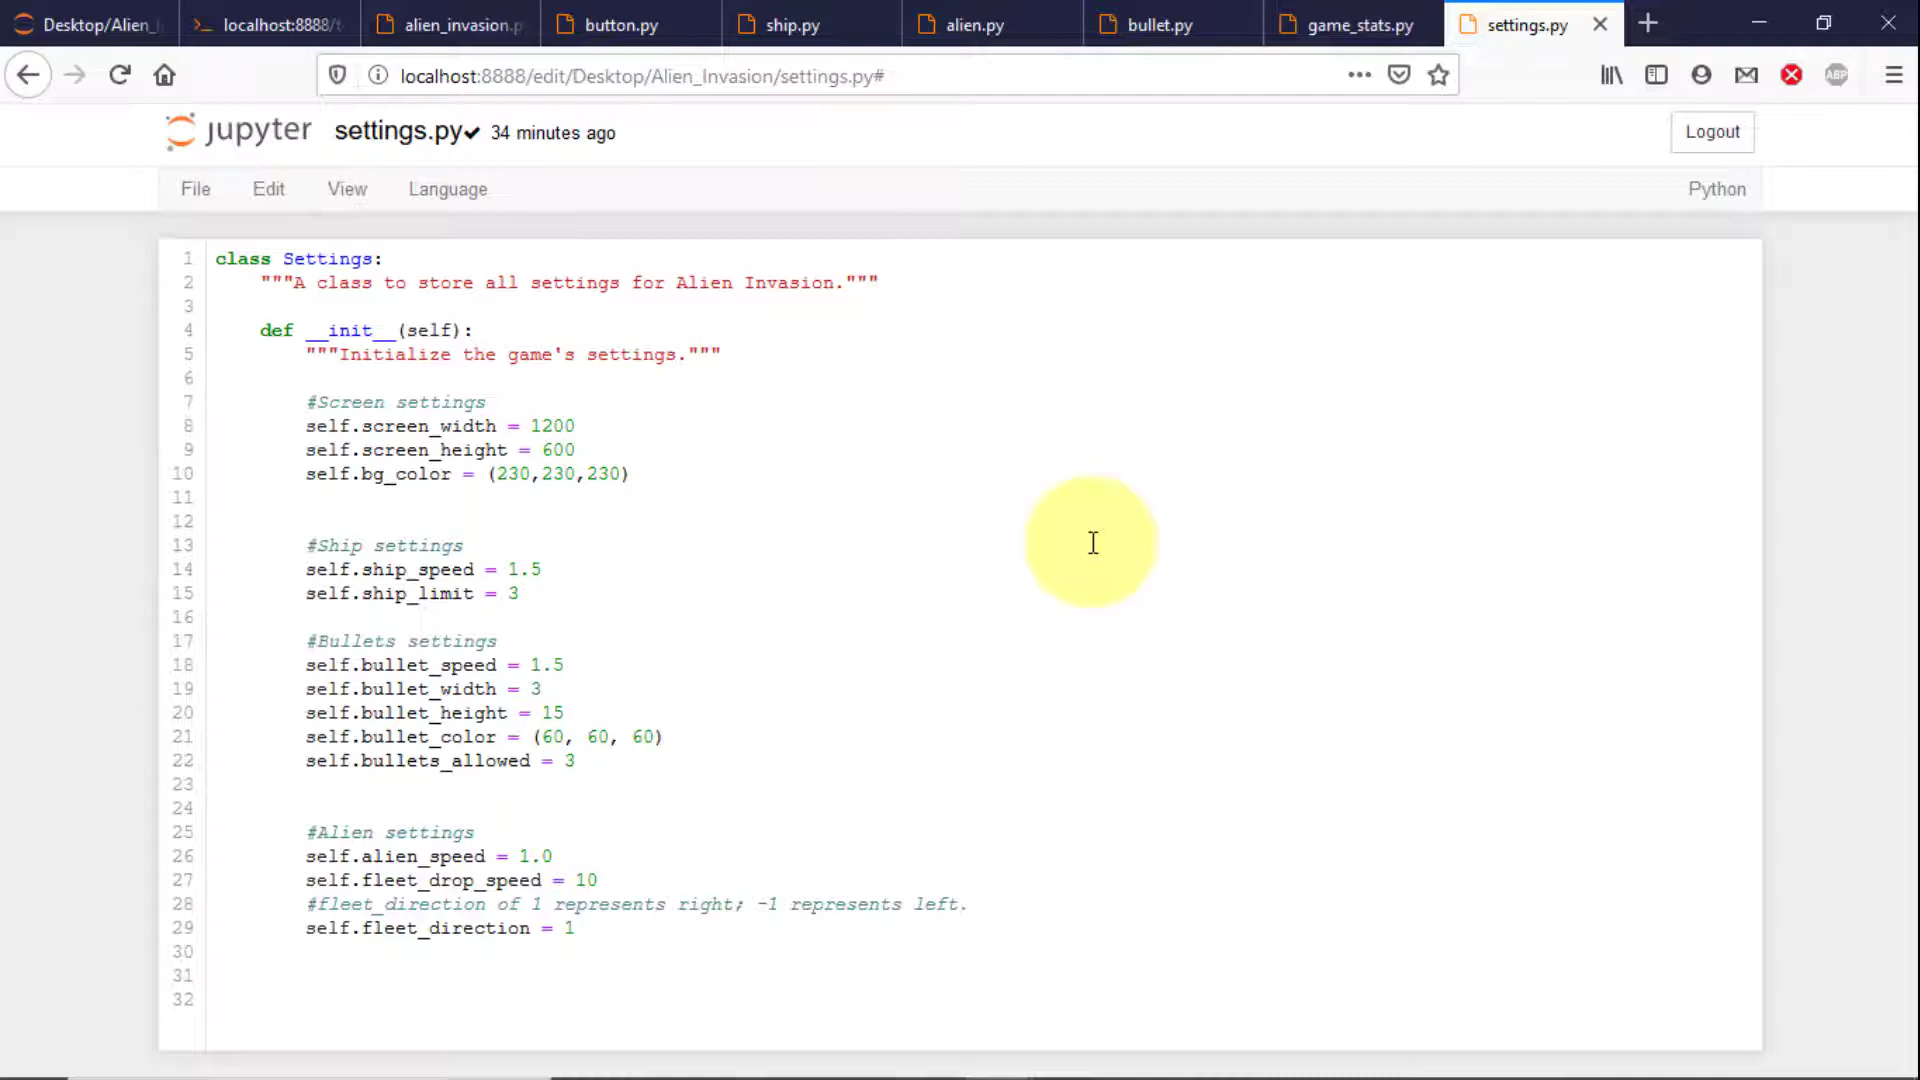 Desktop/Alien_I
localhost:8888/t
alien_invasion.p
button.py
ship.py
alien.py
bullet.py
game_stats.py
settings.py
localhost:8888/edit/Desktop/Alien_Invasion/settings.py#
ABP
jupyter settings.py✔ 34 minutes ago
Logout
File Edit View Language Python
1 class Settings:
2 """A class to store all settings for Alien Invasion."""
3
4 def __init__(self):
5 """Initialize the game's settings."""
6
7 #Screen settings
8 self.screen_width = 1200
9 self.screen_height = 600
10 self.bg_color = (230,230,230)
11
12
13 #Ship settings
14 self.ship_speed = 1.5
15 self.ship_limit = 3
16
17 #Bullets settings
18 self.bullet_speed = 1.5
19 self.bullet_width = 3
20 self.bullet_height = 15
21 self.bullet_color = (60, 60, 60)
22 self.bullets_allowed = 3
23
24
25 #Alien settings
26 self.alien_speed = 1.0
27 self.fleet_drop_speed = 10
28 #fleet_direction of 1 represents right; -1 represents left.
29 self.fleet_direction = 1
30
31
32